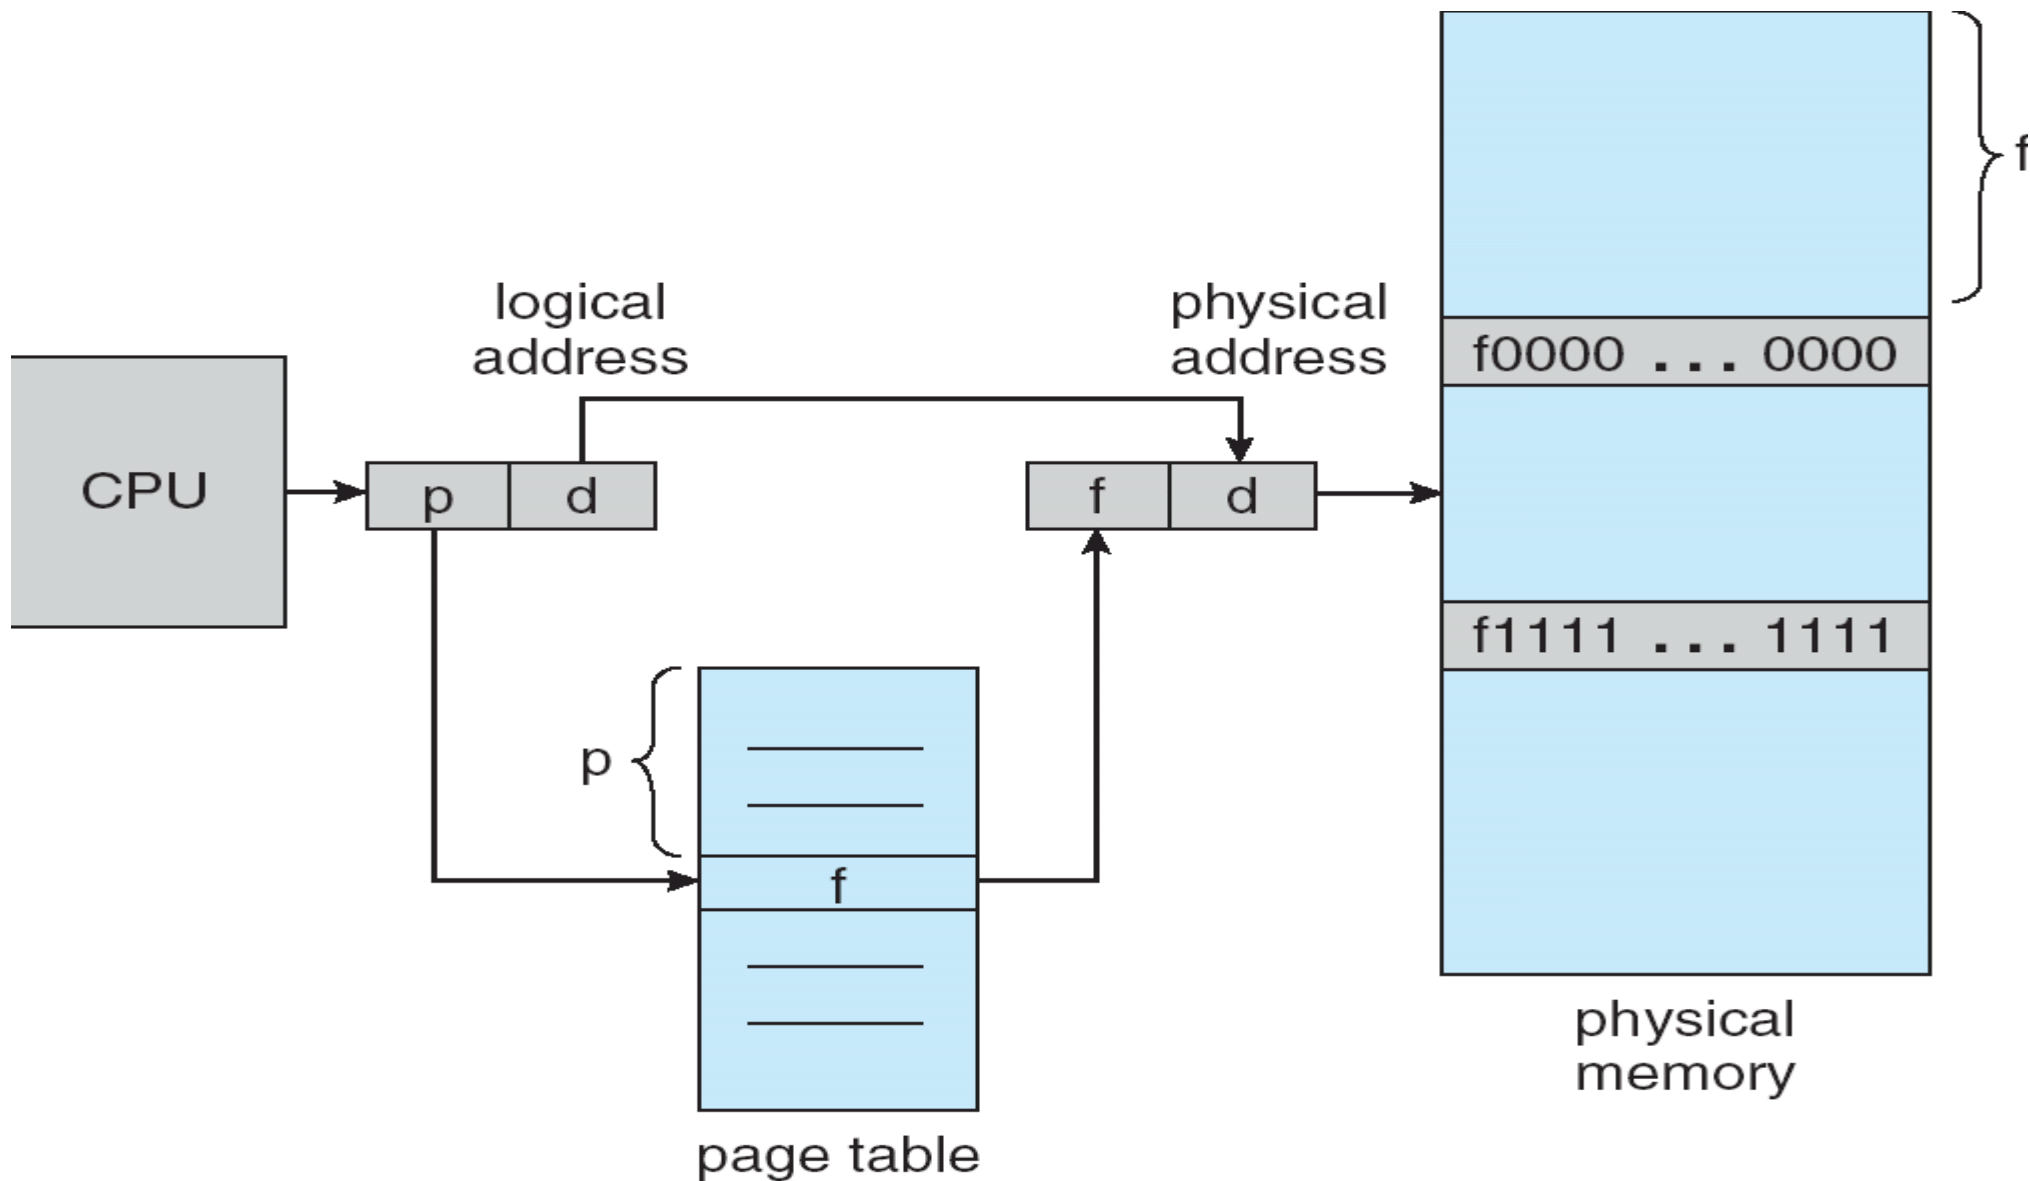 f
logical
address
physical
address
f0000 ... 0000
CPU
p
d
f
d
f1111 ... 1111
p
f
physical
memory
page table